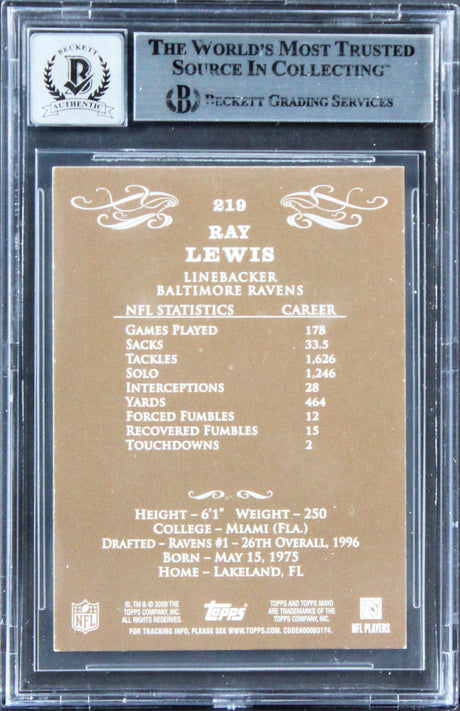 BECKETT
AUTHENTIC
THE WORLD'S MOST TRUSTED
SOURCE IN COLLECTING™
BECKETT GRADING SERVICES
219
RAY
LEWIS
LINEBACKER
BALTIMORE RAVENS
NFL STATISTICS CAREER
GAMES PLAYED 178
SACKS 33.5
TACKLES 1,626
SOLO 1,246
INTERCEPTIONS 28
YARDS 464
FORCED FUMBLES 12
RECOVERED FUMBLES 15
TOUCHDOWNS 2
HEIGHT – 6'1" WEIGHT – 250
COLLEGE – MIAMI (FLA.)
DRAFTED – RAVENS #1 - 26TH OVERALL, 1996
BORN – MAY 15, 1975
HOME – LAKELAND, FL
NFL
®, TM & © 2009 THE
TOPPS COMPANY, INC.
ALL RIGHTS RESERVED.
Topps
TOPPS AND TOPPS MAYO
ARE TRADEMARKS OF THE
TOPPS COMPANY, INC.
NFL PLAYERS
FOR TRACKING INFO, PLEASE SEE WWW.TOPPS.COM. CODE#00003174.